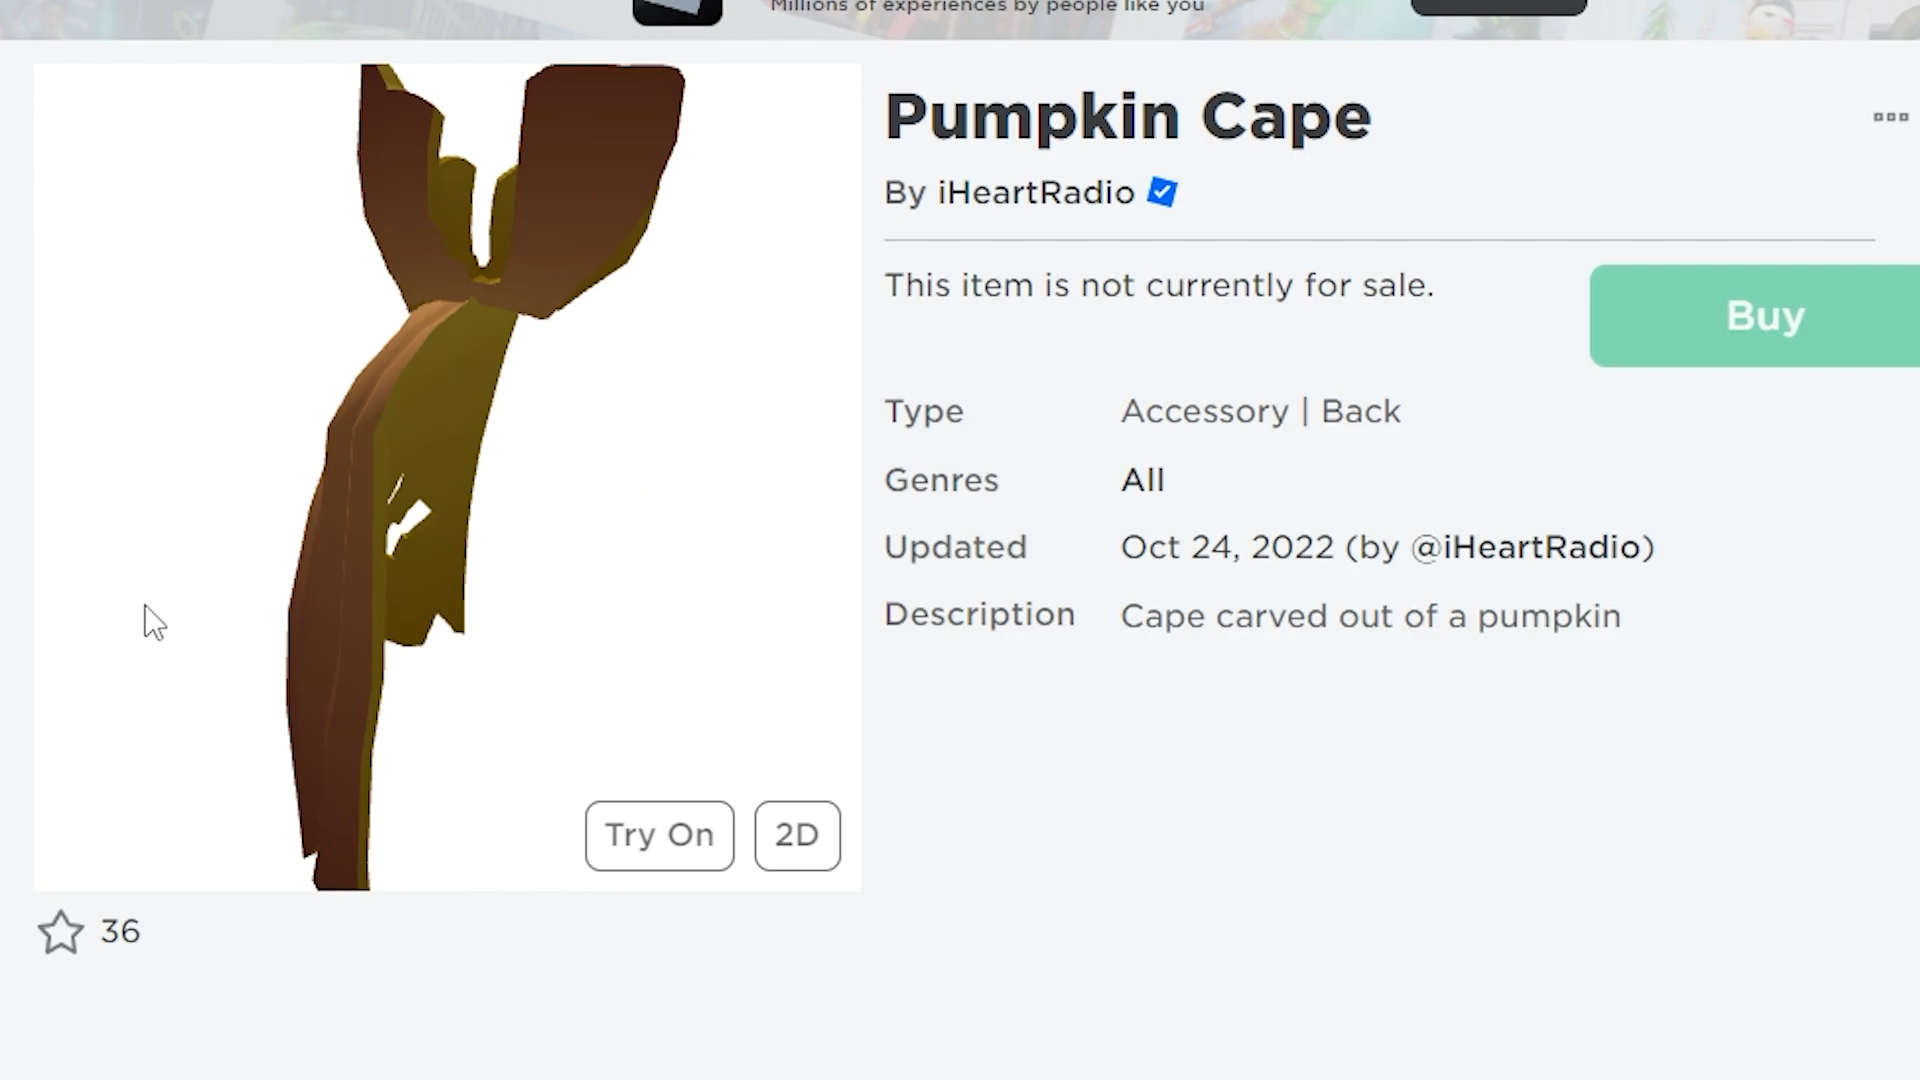 Millions of experiences by people like you
Pumpkin Cape
By iHeartRadio
This item is not currently for sale.
Buy
Type Accessory | Back
Genres All
Updated Oct 24, 2022 (by @iHeartRadio)
Description Cape carved out of a pumpkin
Try On 2D
36